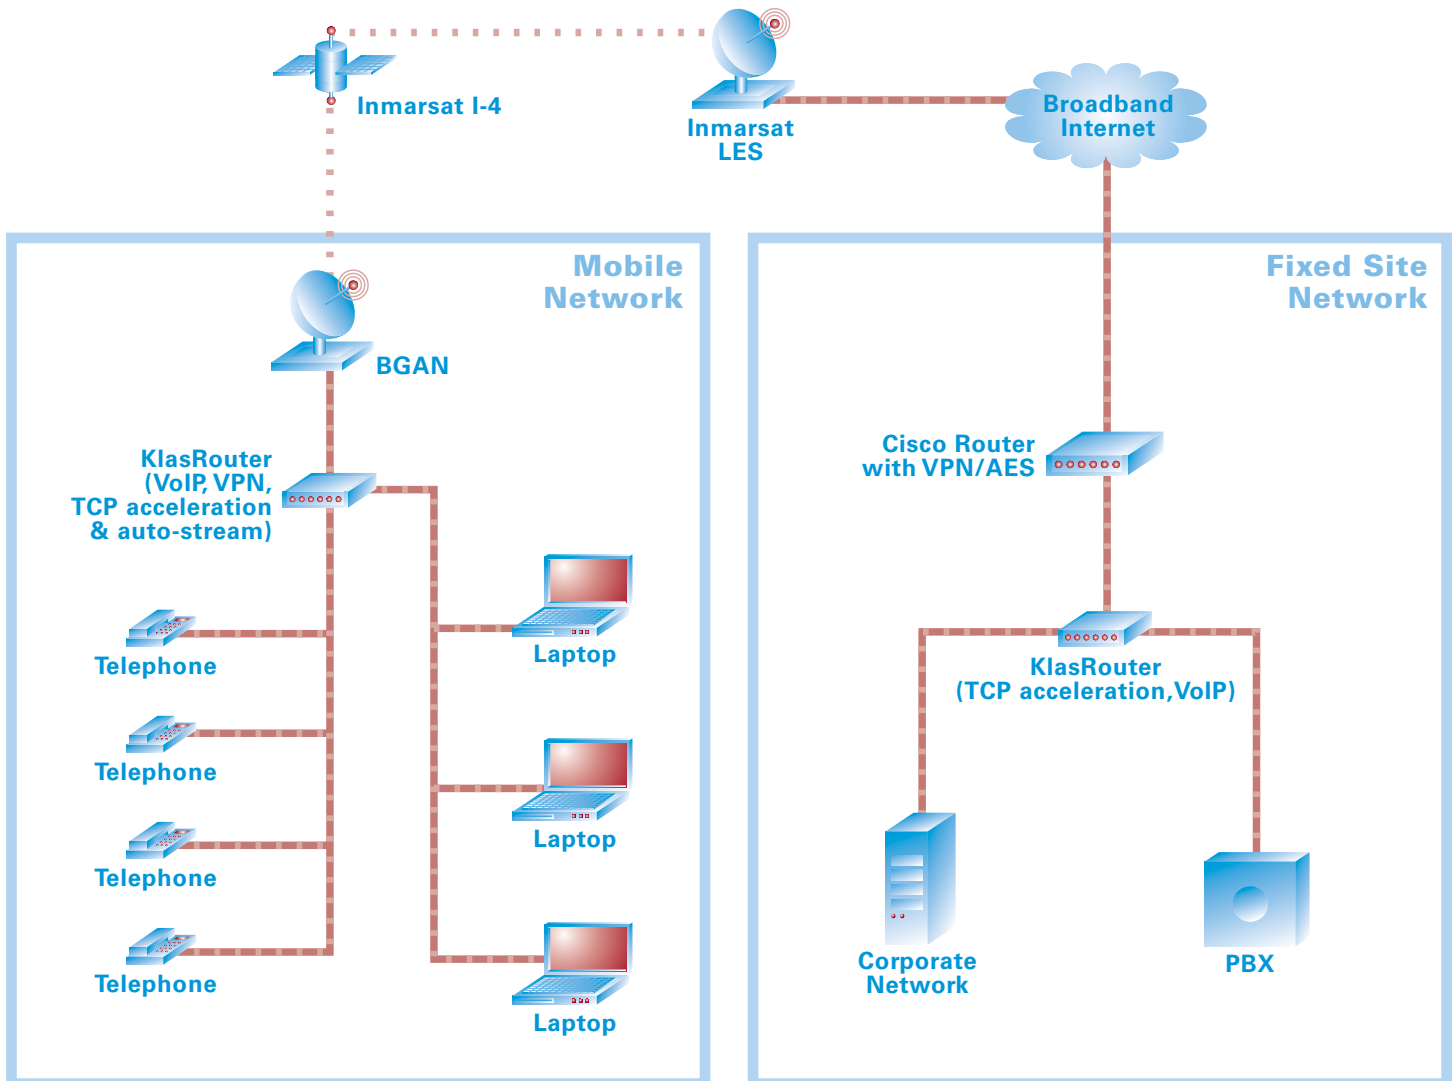 Inmarsat I-4
Inmarsat
LES
Broadband
Internet
Mobile
Network
BGAN
KlasRouter
(VoIP, VPN,
TCP acceleration
& auto-stream)
Telephone
Telephone
Telephone
Telephone
Laptop
Laptop
Laptop
Fixed Site
Network
Cisco Router
with VPN/AES
KlasRouter
(TCP acceleration,VoIP)
Corporate
Network
PBX